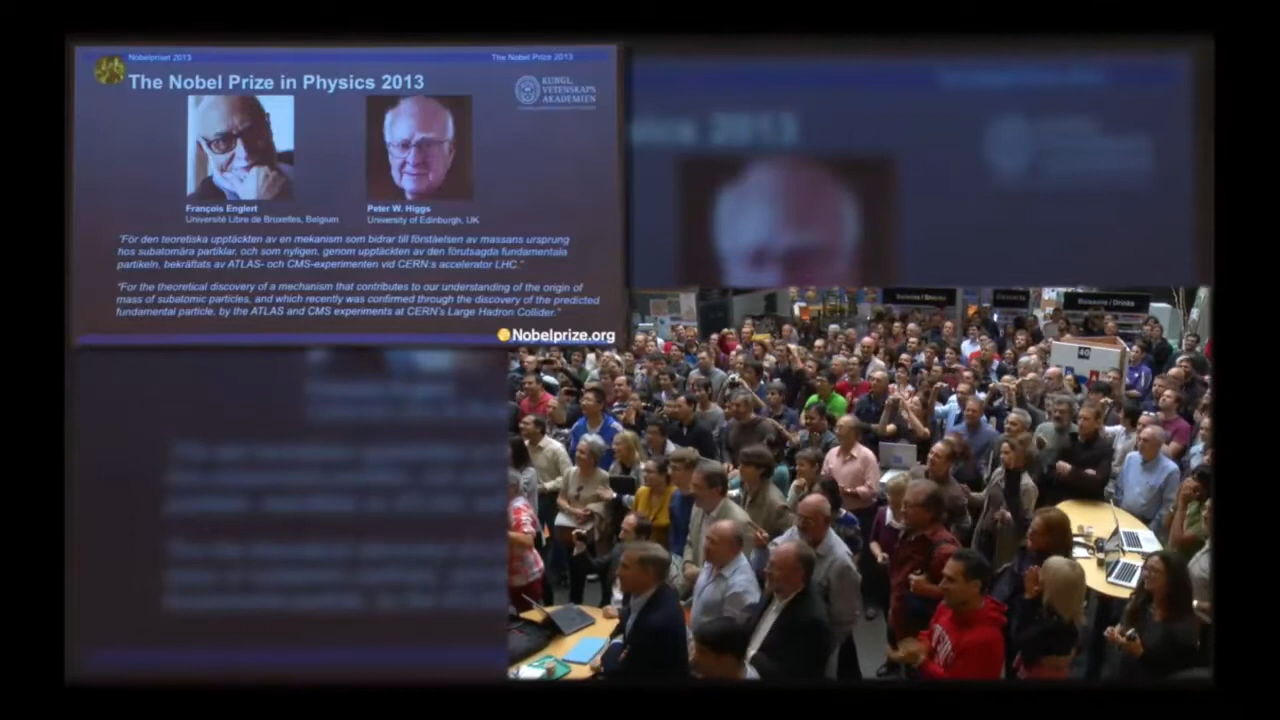 Nobelpriset 2013
The Nobel Prize 2013
The Nobel Prize in Physics 2013
KUNGL.
VETENSKAPS
AKADEMIEN
François Englert
Université Libre de Bruxelles, Belgium
Peter W. Higgs
University of Edinburgh, UK
"För den teoretiska upptäckten av en mekanism som bidrar till förståelsen av massans ursprung
hos subatomära partiklar, och som nyligen, genom upptäckten av den förutsagda fundamentala
partikeln, bekräftats av ATLAS- och CMS-experimenten vid CERN:s accelerator LHC."
"For the theoretical discovery of a mechanism that contributes to our understanding of the origin of
mass of subatomic particles, and which recently was confirmed through the discovery of the predicted
fundamental particle, by the ATLAS and CMS experiments at CERN's Large Hadron Collider."
Nobelprize.org
2013
Boissons / Drinks
40